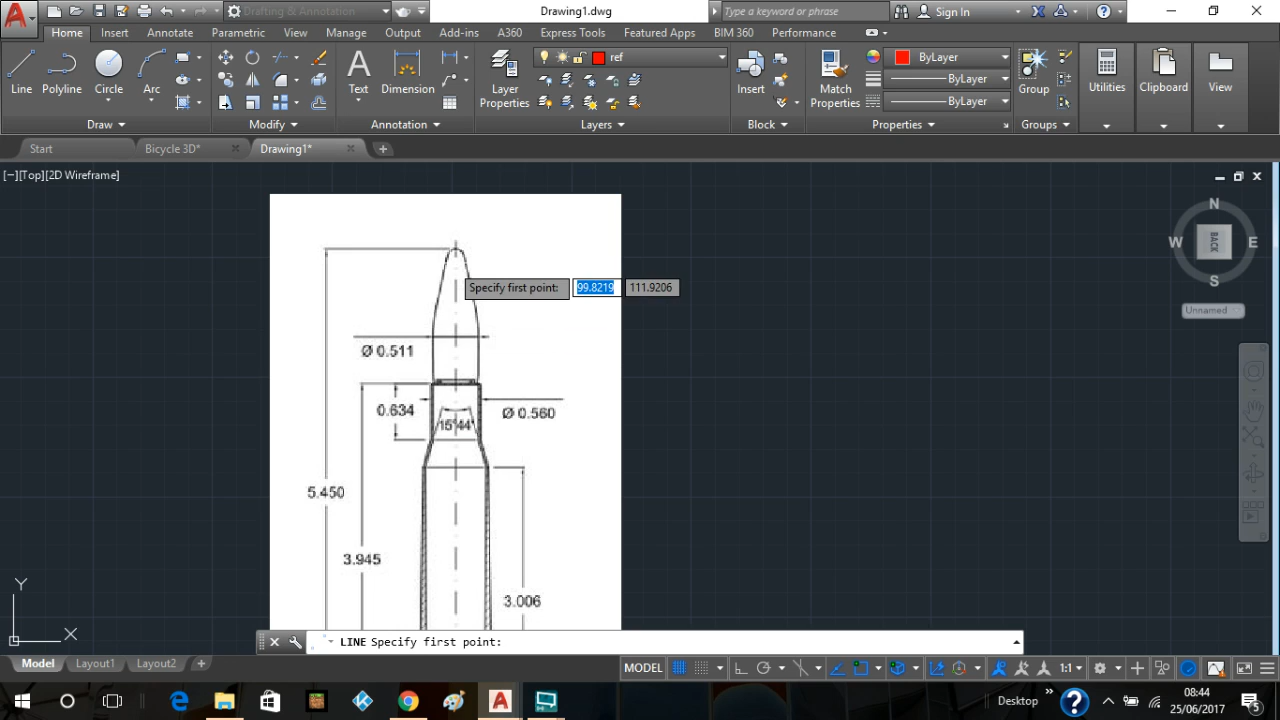 Drafting & Annotation
Drawing1.dwg
Type a keyword or phrase
Sign In
Home Insert Annotate Parametric View Manage Output Add-ins A360 Express Tools Featured Apps BIM 360 Performance
ref
ByLayer
ByLayer
ByLayer
Line Polyline Circle Arc
Text Dimension
Layer Properties
Insert
Match Properties
Group
Utilities
Clipboard
View
Draw Modify Annotation Layers Block Properties Groups
Start Bicycle 3D* Drawing1*
[−][Top][2D Wireframe]
N
W BACK E
S
Unnamed
Specify first point: 99.8219 111.9206
Ø 0.511
0.634
Ø 0.560
15°44'
5.450
3.945
3.006
Y
X
LINE Specify first point:
Model Layout1 Layout2
MODEL
1:1
Desktop
08:44
25/06/2017
5